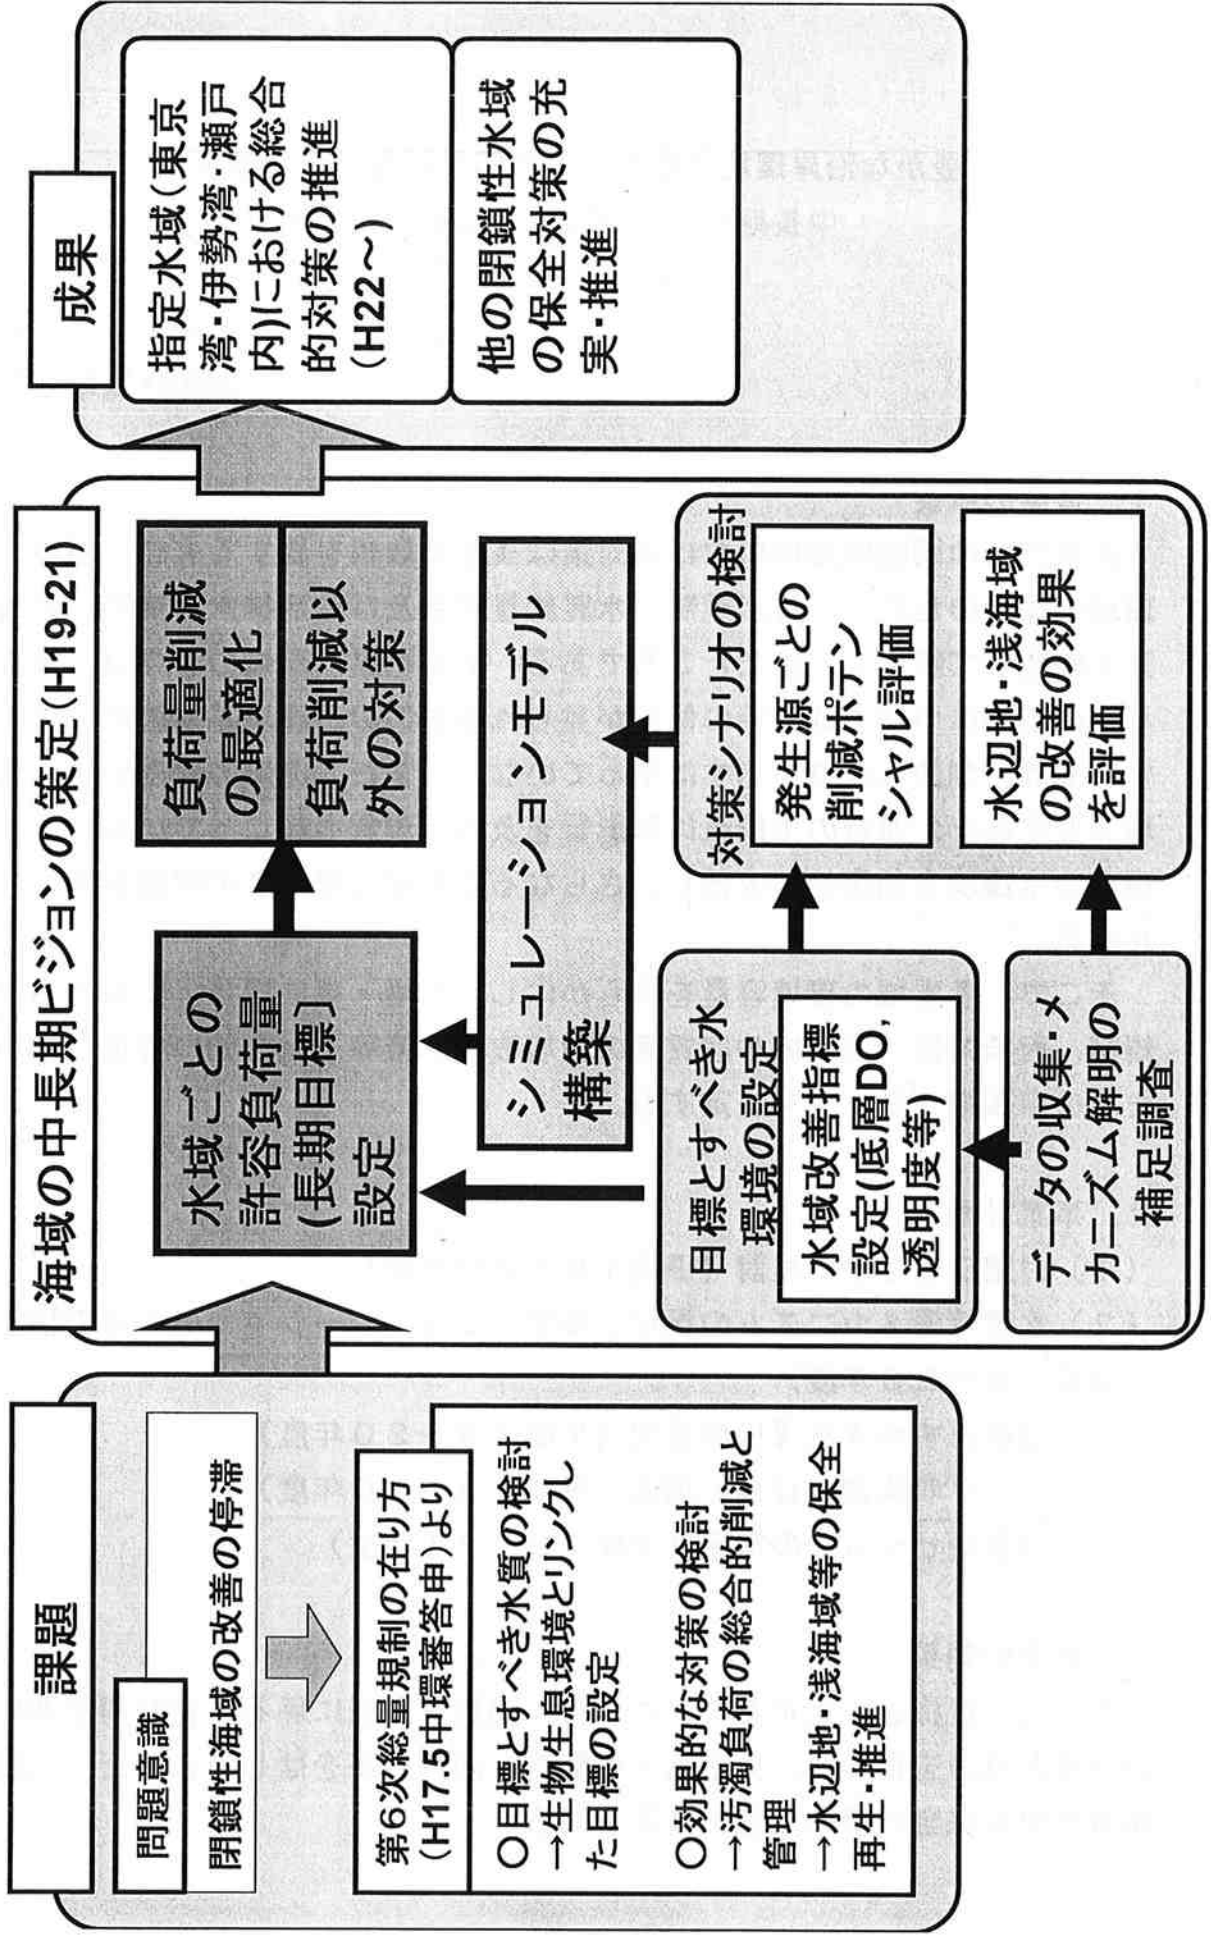 課題
問題意識
閉鎖性海域の改善の停滞
第6次総量規制の在り方
(H17.5中環審答申)より
○目標とすべき水質の検討
→生物生息環境とリンクし
た目標の設定
○効果的な対策の検討
→汚濁負荷の総合的削減と
管理
→水辺地・浅海域等の保全
再生・推進
海域の中長期ビジョンの策定(H19-21)
水域ごとの
許容負荷量
(長期目標)
設定
負荷量削減
の最適化
負荷削減以
外の対策
シミュレーションモデル
構築
目標とすべき水
環境の設定
水域改善指標
設定(底層DO,
透明度等)
データの収集・メ
カニズム解明の
補足調査
対策シナリオの検討
発生源ごとの
削減ポテン
シャル評価
水辺地・浅海域
の改善の効果
を評価
成果
指定水域(東京
湾・伊勢湾・瀬戸
内)における総合
的対策の推進
(H22~)
他の閉鎖性水域
の保全対策の充
実・推進